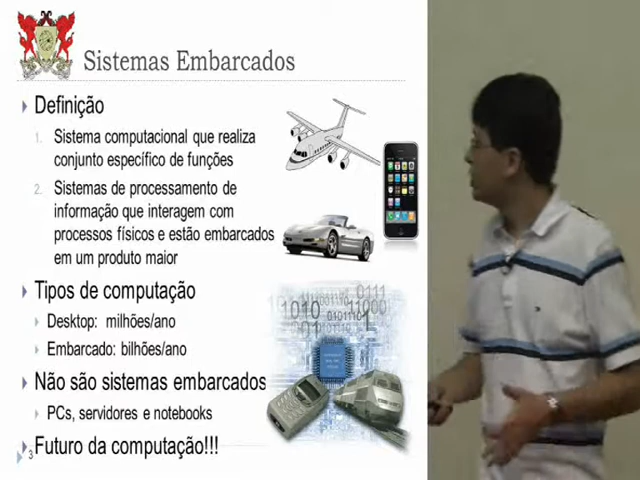 Sistemas Embarcados
Definição
1. Sistema computacional que realiza
conjunto específico de funções
2. Sistemas de processamento de
informação que interagem com
processos físicos e estão embarcados
em um produto maior
Tipos de computação
Desktop: milhões/ano
Embarcado: bilhões/ano
Não são sistemas embarcados
PCs, servidores e notebooks
3
Futuro da computação!!!